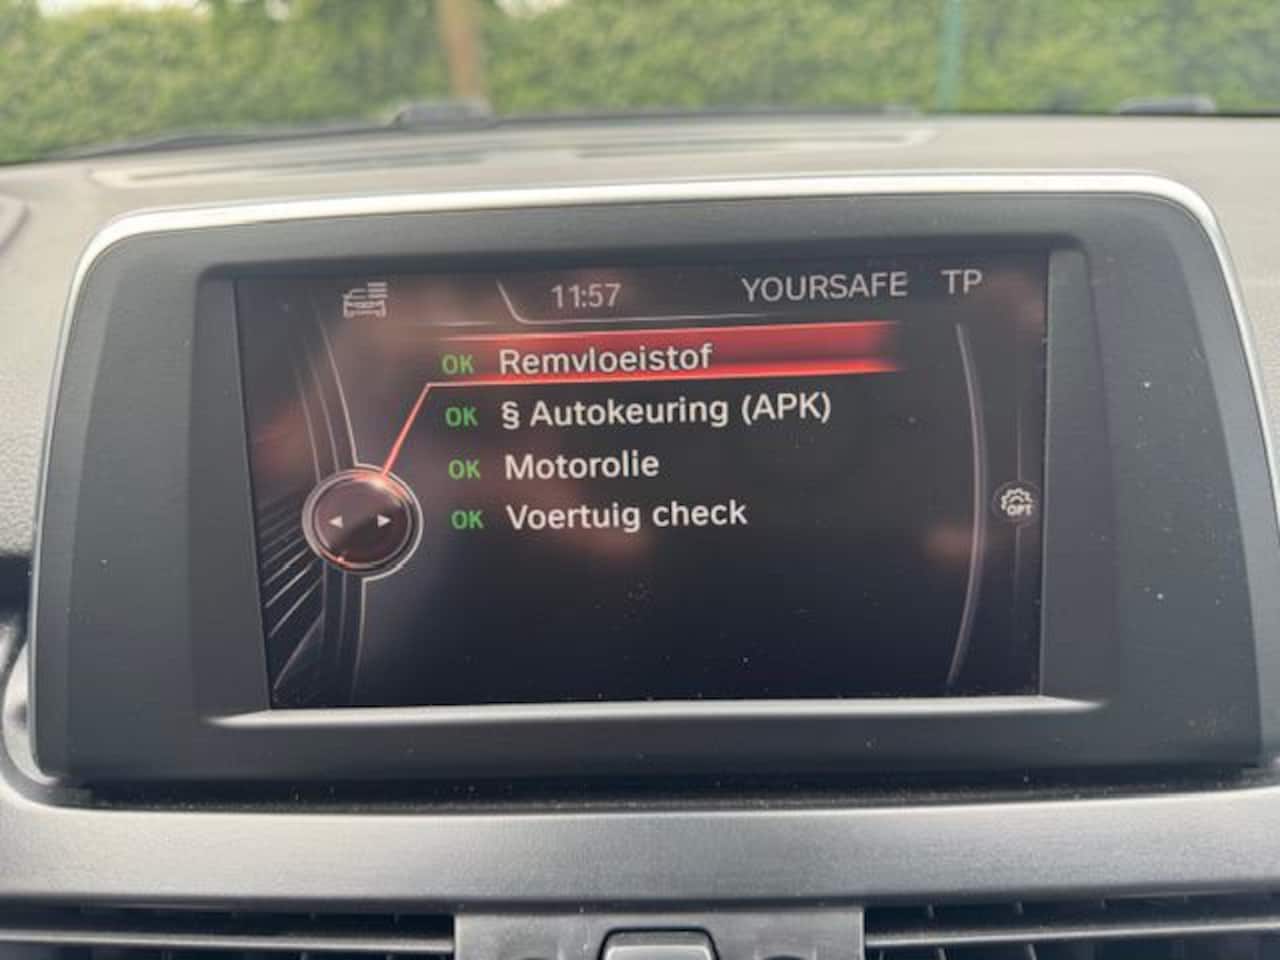 11:57 YOURSAFE TP
OK Remvloeistof
OK § Autokeuring (APK)
OK Motorolie
OK Voertuig check
OPT